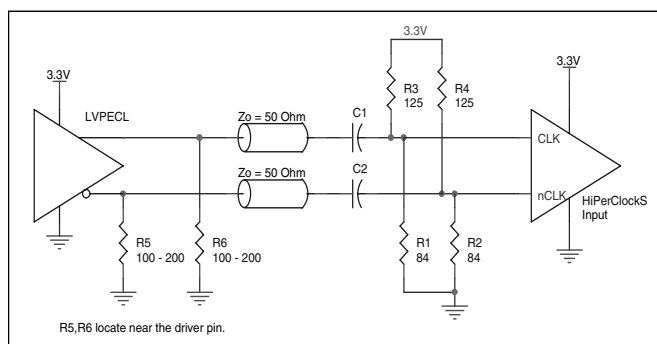 3.3V
3.3V
3.3V
LVPECL
Zo = 50 Ohm
C1
R3
125
R4
125
CLK
Zo = 50 Ohm
C2
nCLK
HiPerClockS
Input
R5
100 - 200
R6
100 - 200
R1
84
R2
84
R5,R6 locate near the driver pin.